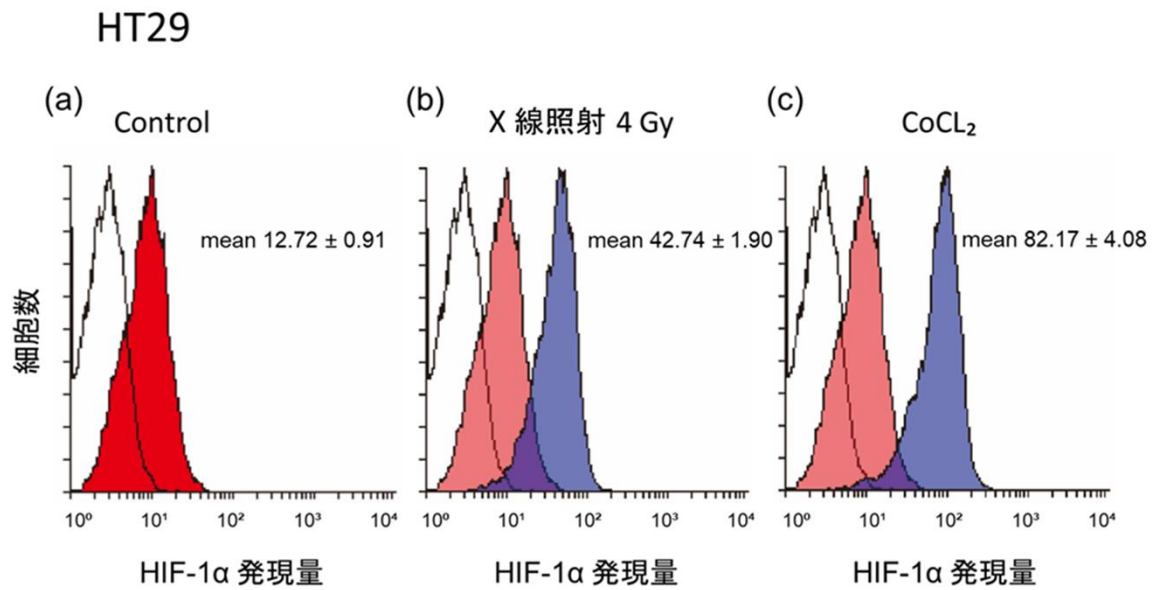 HT29
(a)
Control
mean 12.72 ± 0.91
細胞数
10⁰ 10¹ 10² 10³ 10⁴
HIF-1α 発現量
(b)
X 線照射 4 Gy
mean 42.74 ± 1.90
10⁰ 10¹ 10² 10³ 10⁴
HIF-1α 発現量
(c)
CoCL₂
mean 82.17 ± 4.08
10⁰ 10¹ 10² 10³ 10⁴
HIF-1α 発現量